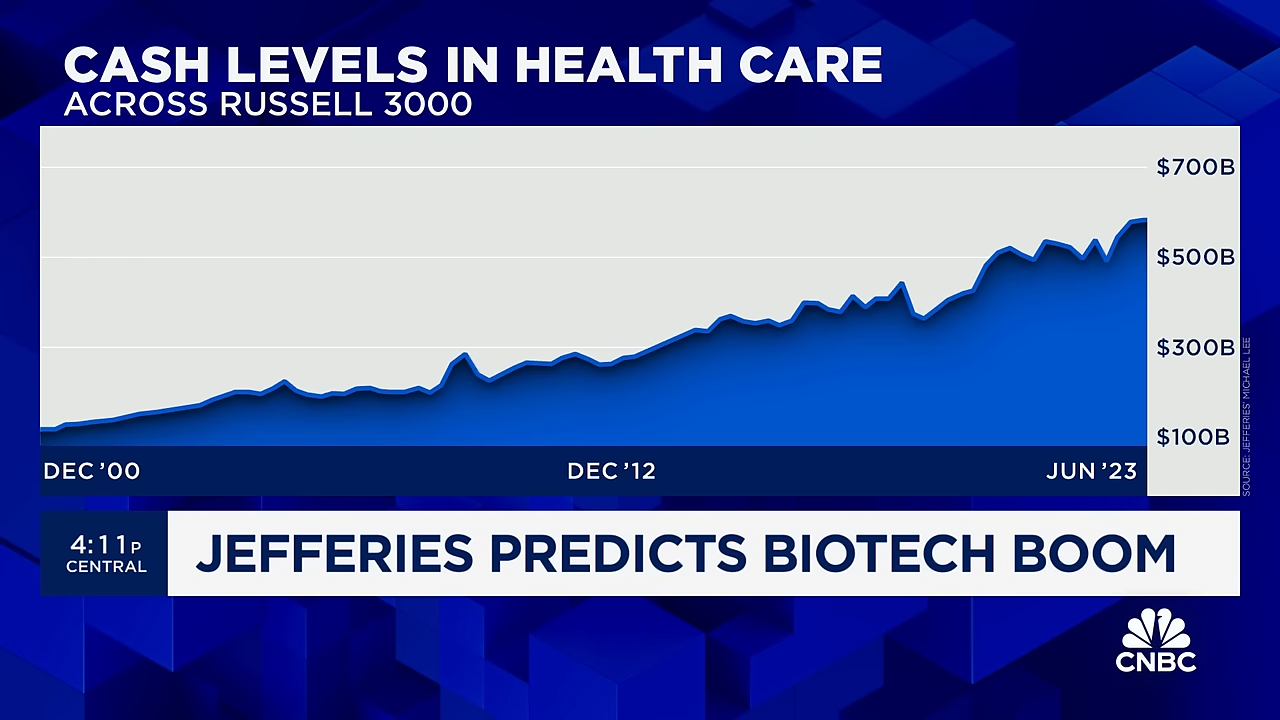 CASH LEVELS IN HEALTH CARE
ACROSS RUSSELL 3000
$700B
$500B
$300B
$100B
DEC '00
DEC '12
JUN '23
SOURCE: JEFFERIES' MICHAEL LEE
4:11P
CENTRAL
JEFFERIES PREDICTS BIOTECH BOOM
CNBC